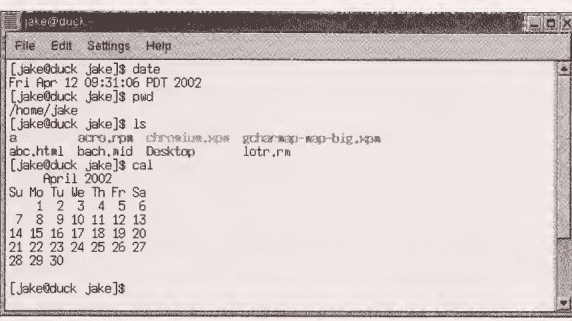 jake@duck:~
File Edit Settings Help
[jake@duck jake]$ date
Fri Apr 12 09:31:06 PDT 2002
[jake@duck jake]$ pwd
/home/jake
[jake@duck jake]$ ls
a acro.rpm chromium.xpm gcharmap-map-big.xpm
abc.html bach.mid Desktop lotr.rm
[jake@duck jake]$ cal
April 2002
Su Mo Tu We Th Fr Sa
1 2 3 4 5 6
7 8 9 10 11 12 13
14 15 16 17 18 19 20
21 22 23 24 25 26 27
28 29 30
[jake@duck jake]$